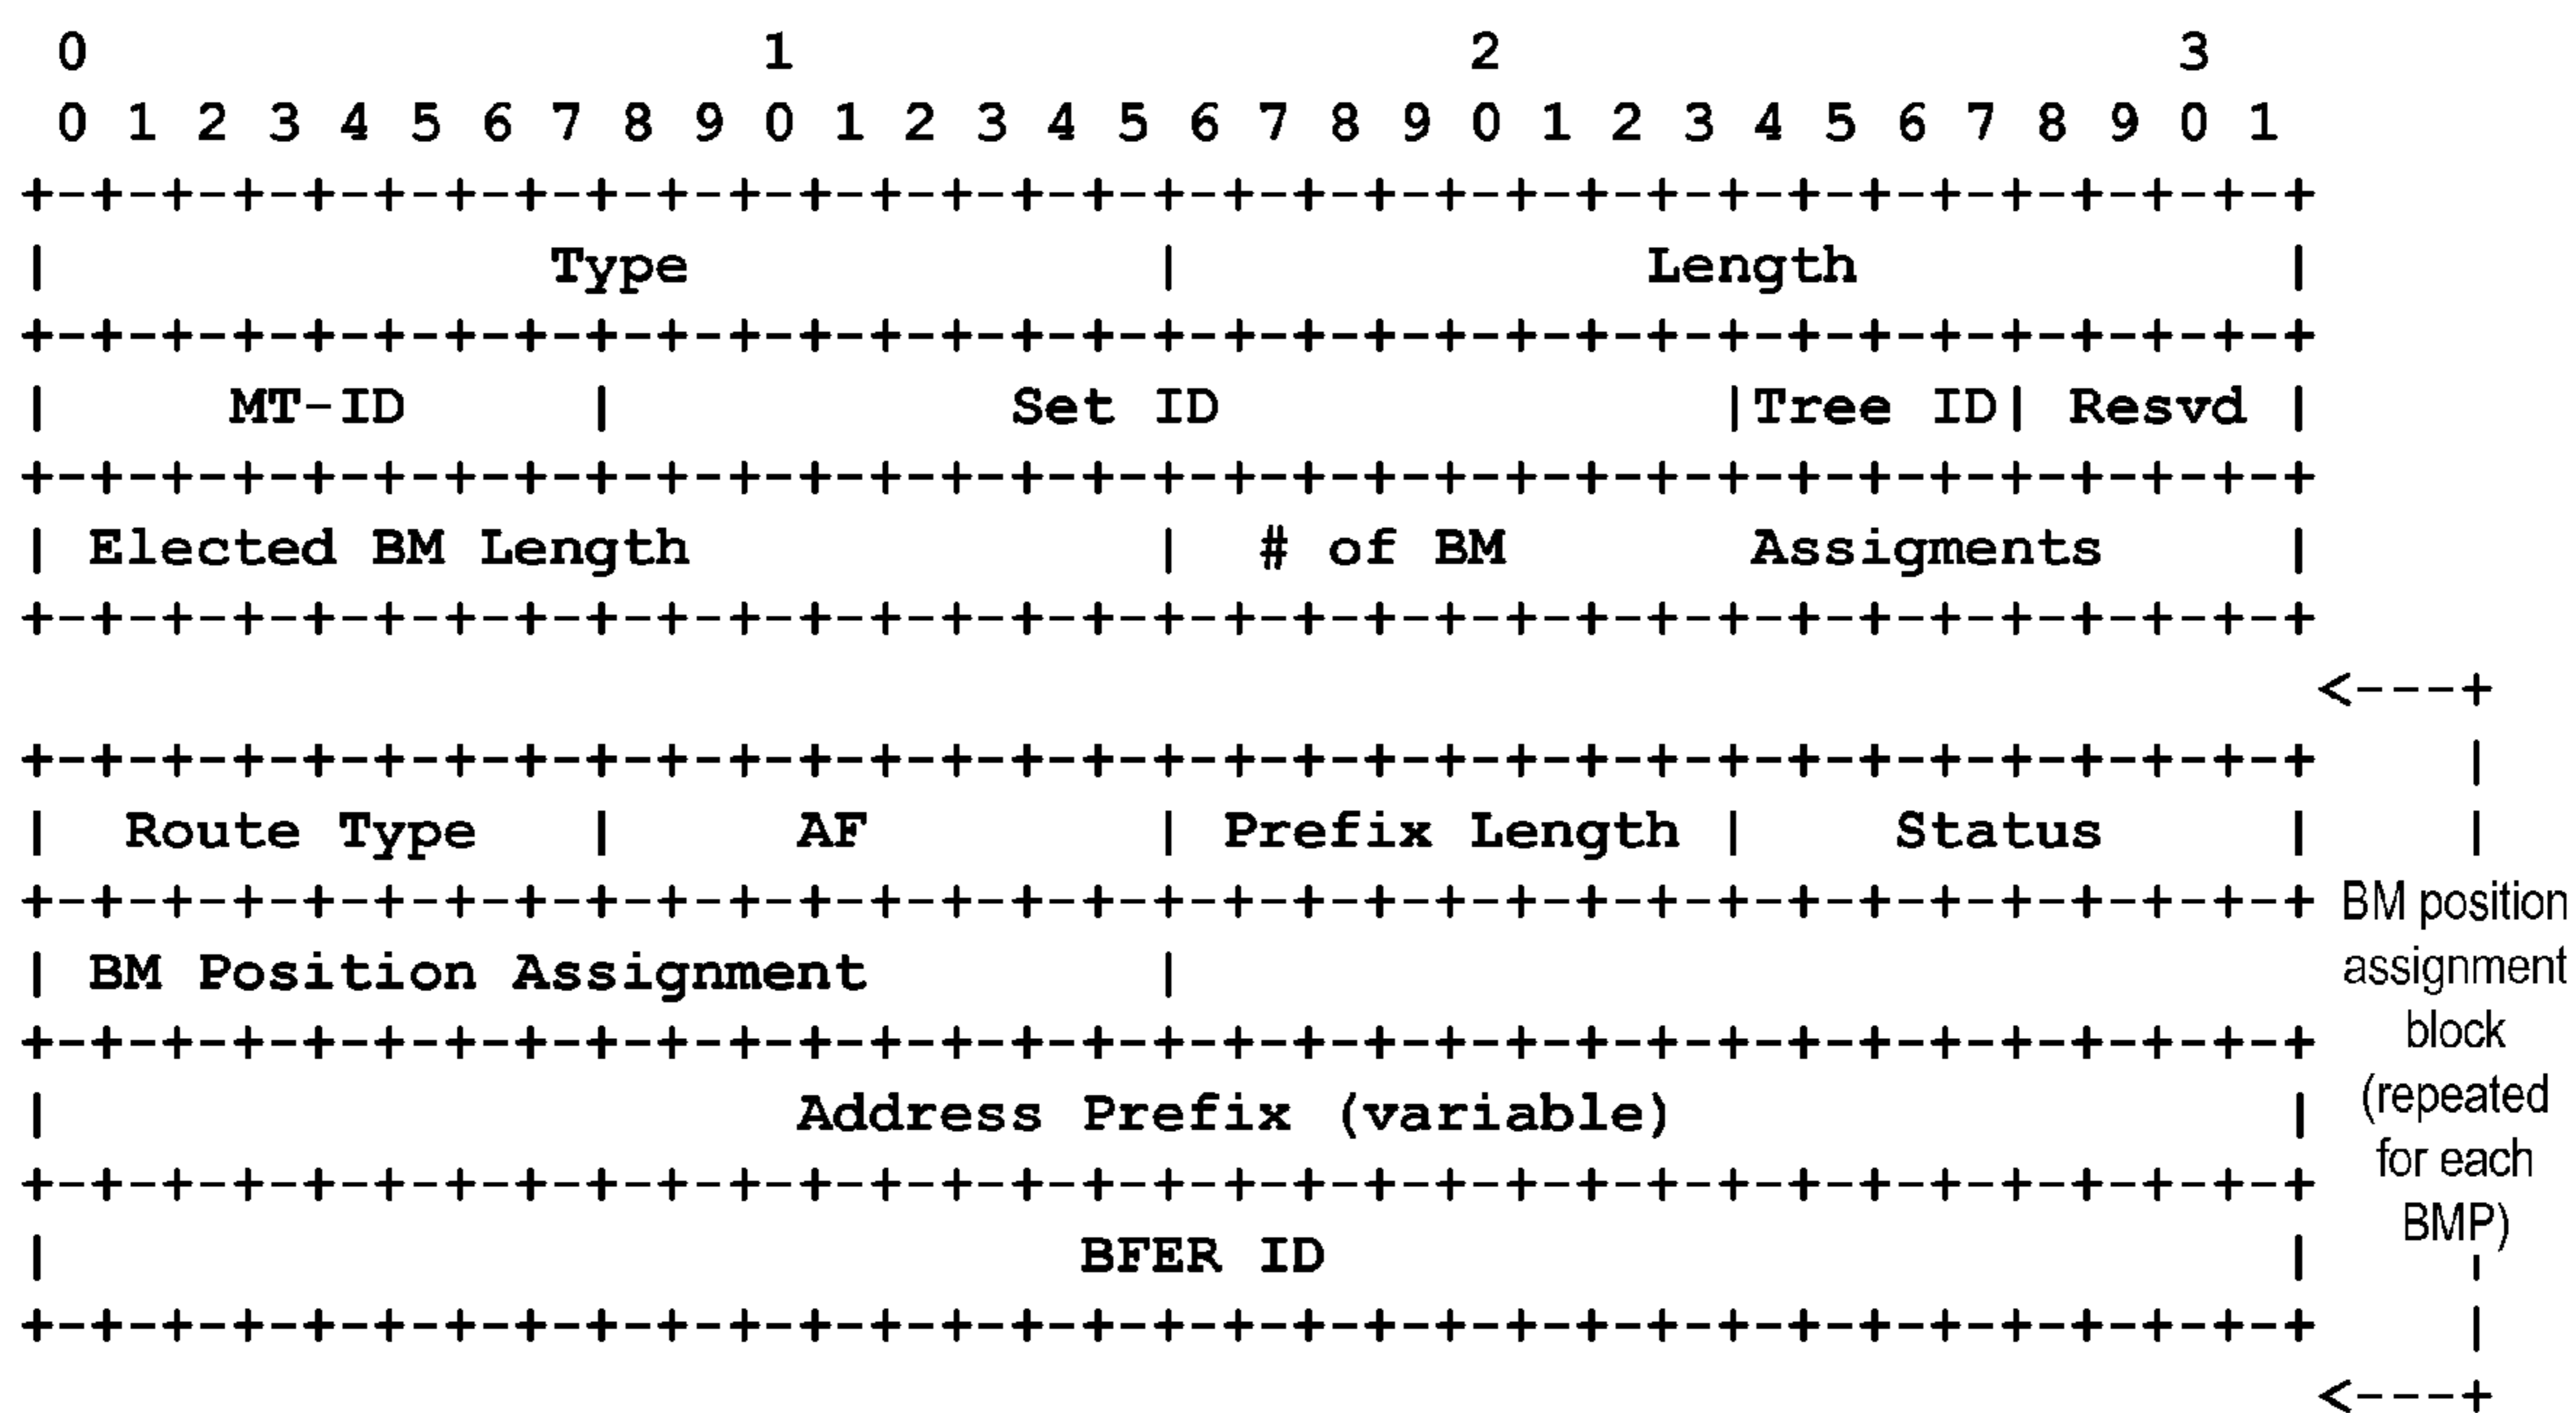 0 1 2 3
0 1 2 3 4 5 6 7 8 9 0 1 2 3 4 5 6 7 8 9 0 1 2 3 4 5 6 7 8 9 0 1
+-+-+-+-+-+-+-+-+-+-+-+-+-+-+-+-+-+-+-+-+-+-+-+-+-+-+-+-+-+-+-+-+
| Type | Length |
+-+-+-+-+-+-+-+-+-+-+-+-+-+-+-+-+-+-+-+-+-+-+-+-+-+-+-+-+-+-+-+-+
| MT-ID | Set ID |Tree ID| Resvd |
+-+-+-+-+-+-+-+-+-+-+-+-+-+-+-+-+-+-+-+-+-+-+-+-+-+-+-+-+-+-+-+-+
| Elected BM Length | # of BM Assigments |
+-+-+-+-+-+-+-+-+-+-+-+-+-+-+-+-+-+-+-+-+-+-+-+-+-+-+-+-+-+-+-+-+
<---+
+-+-+-+-+-+-+-+-+-+-+-+-+-+-+-+-+-+-+-+-+-+-+-+-+-+-+-+-+-+-+-+-+ |
| Route Type | AF | Prefix Length | Status | |
+-+-+-+-+-+-+-+-+-+-+-+-+-+-+-+-+-+-+-+-+-+-+-+-+-+-+-+-+-+-+-+-+
| BM Position Assignment |
+-+-+-+-+-+-+-+-+-+-+-+-+-+-+-+-+-+-+-+-+-+-+-+-+-+-+-+-+-+-+-+-+
| Address Prefix (variable) |
+-+-+-+-+-+-+-+-+-+-+-+-+-+-+-+-+-+-+-+-+-+-+-+-+-+-+-+-+-+-+-+-+
| BFER ID | |
+-+-+-+-+-+-+-+-+-+-+-+-+-+-+-+-+-+-+-+-+-+-+-+-+-+-+-+-+-+-+-+-+ |
<---+
BM position
assignment
block
(repeated
for each
BMP)